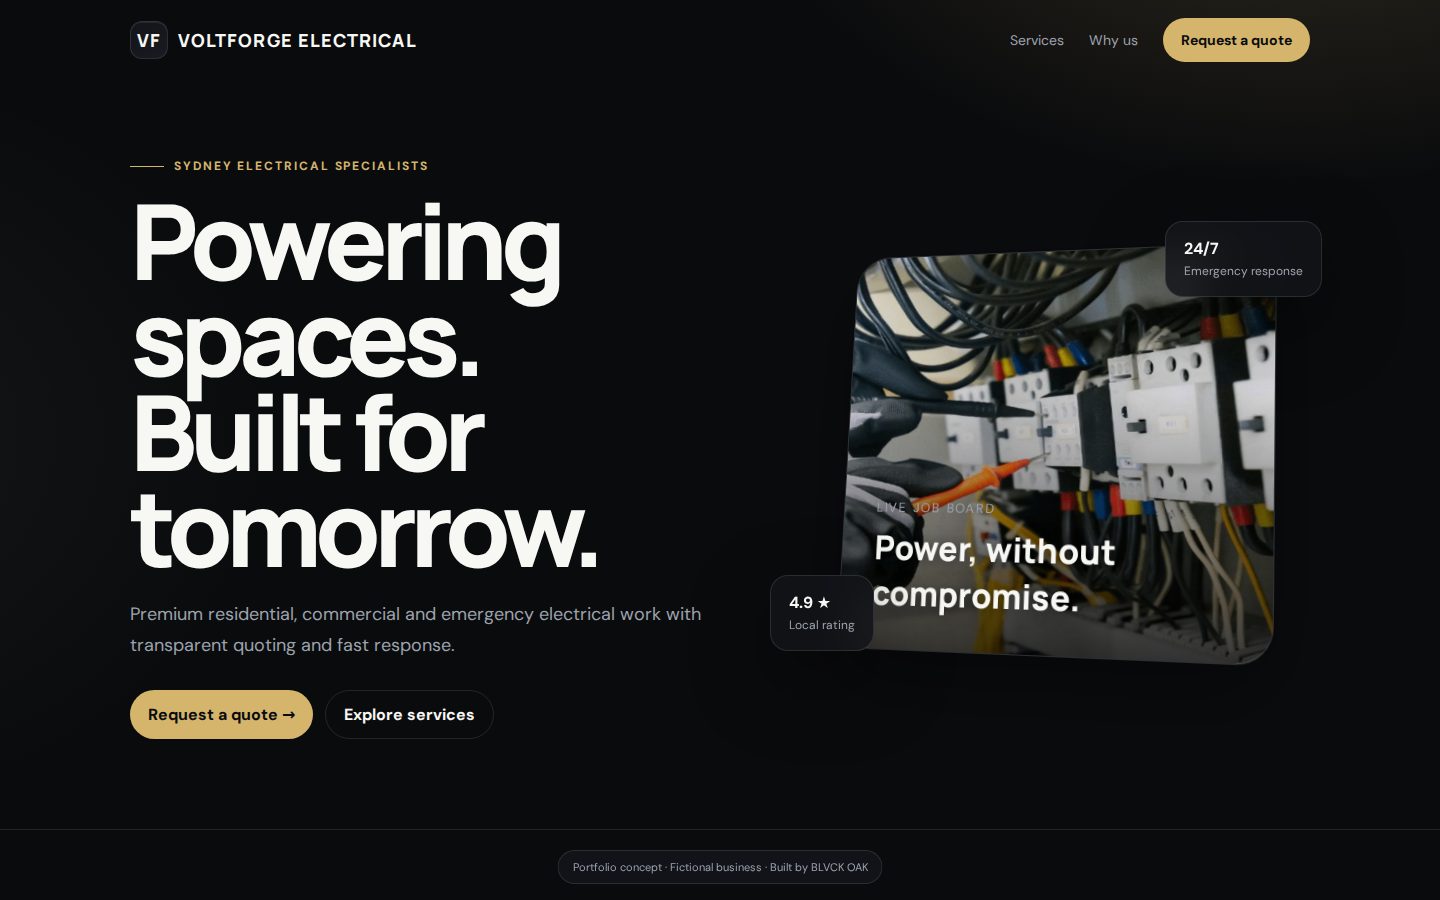 VF VOLTFORGE ELECTRICAL
Services Why us Request a quote
SYDNEY ELECTRICAL SPECIALISTS
Powering
spaces.
Built for
tomorrow.
Premium residential, commercial and emergency electrical work with
transparent quoting and fast response.
Request a quote → Explore services
24/7
Emergency response
LIVE JOB BOARD
Power, without
compromise.
4.9 ★
Local rating
Portfolio concept · Fictional business · Built by BLVCK OAK